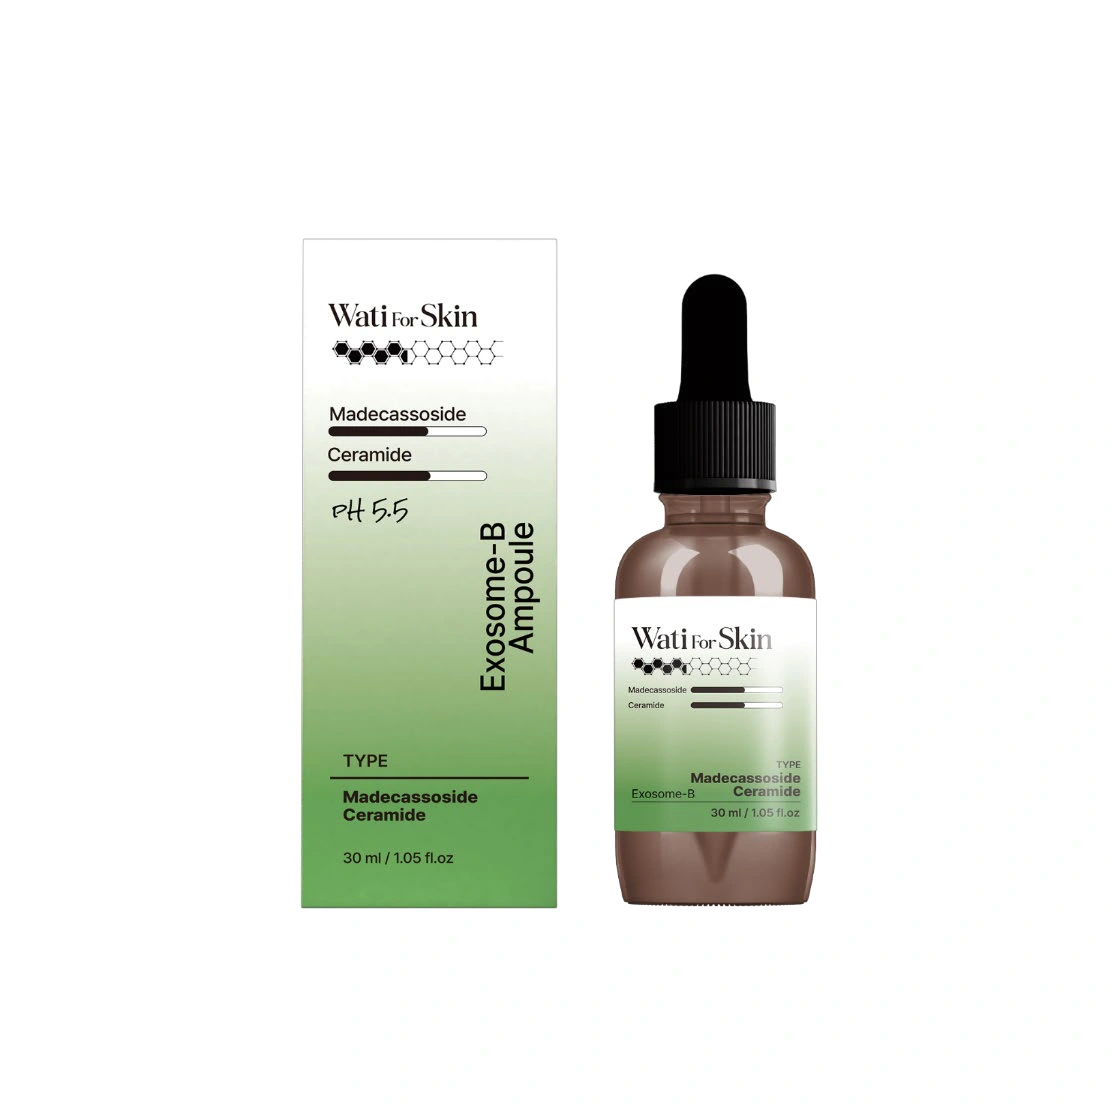 Wati For Skin
Madecassoside
Ceramide
pH 5.5
Exosome-B
Ampoule
TYPE
Madecassoside
Ceramide
30 ml / 1.05 fl.oz
Wati For Skin
Madecassoside
Ceramide
TYPE
Madecassoside
Ceramide
Exosome-B
30 ml / 1.05 fl.oz